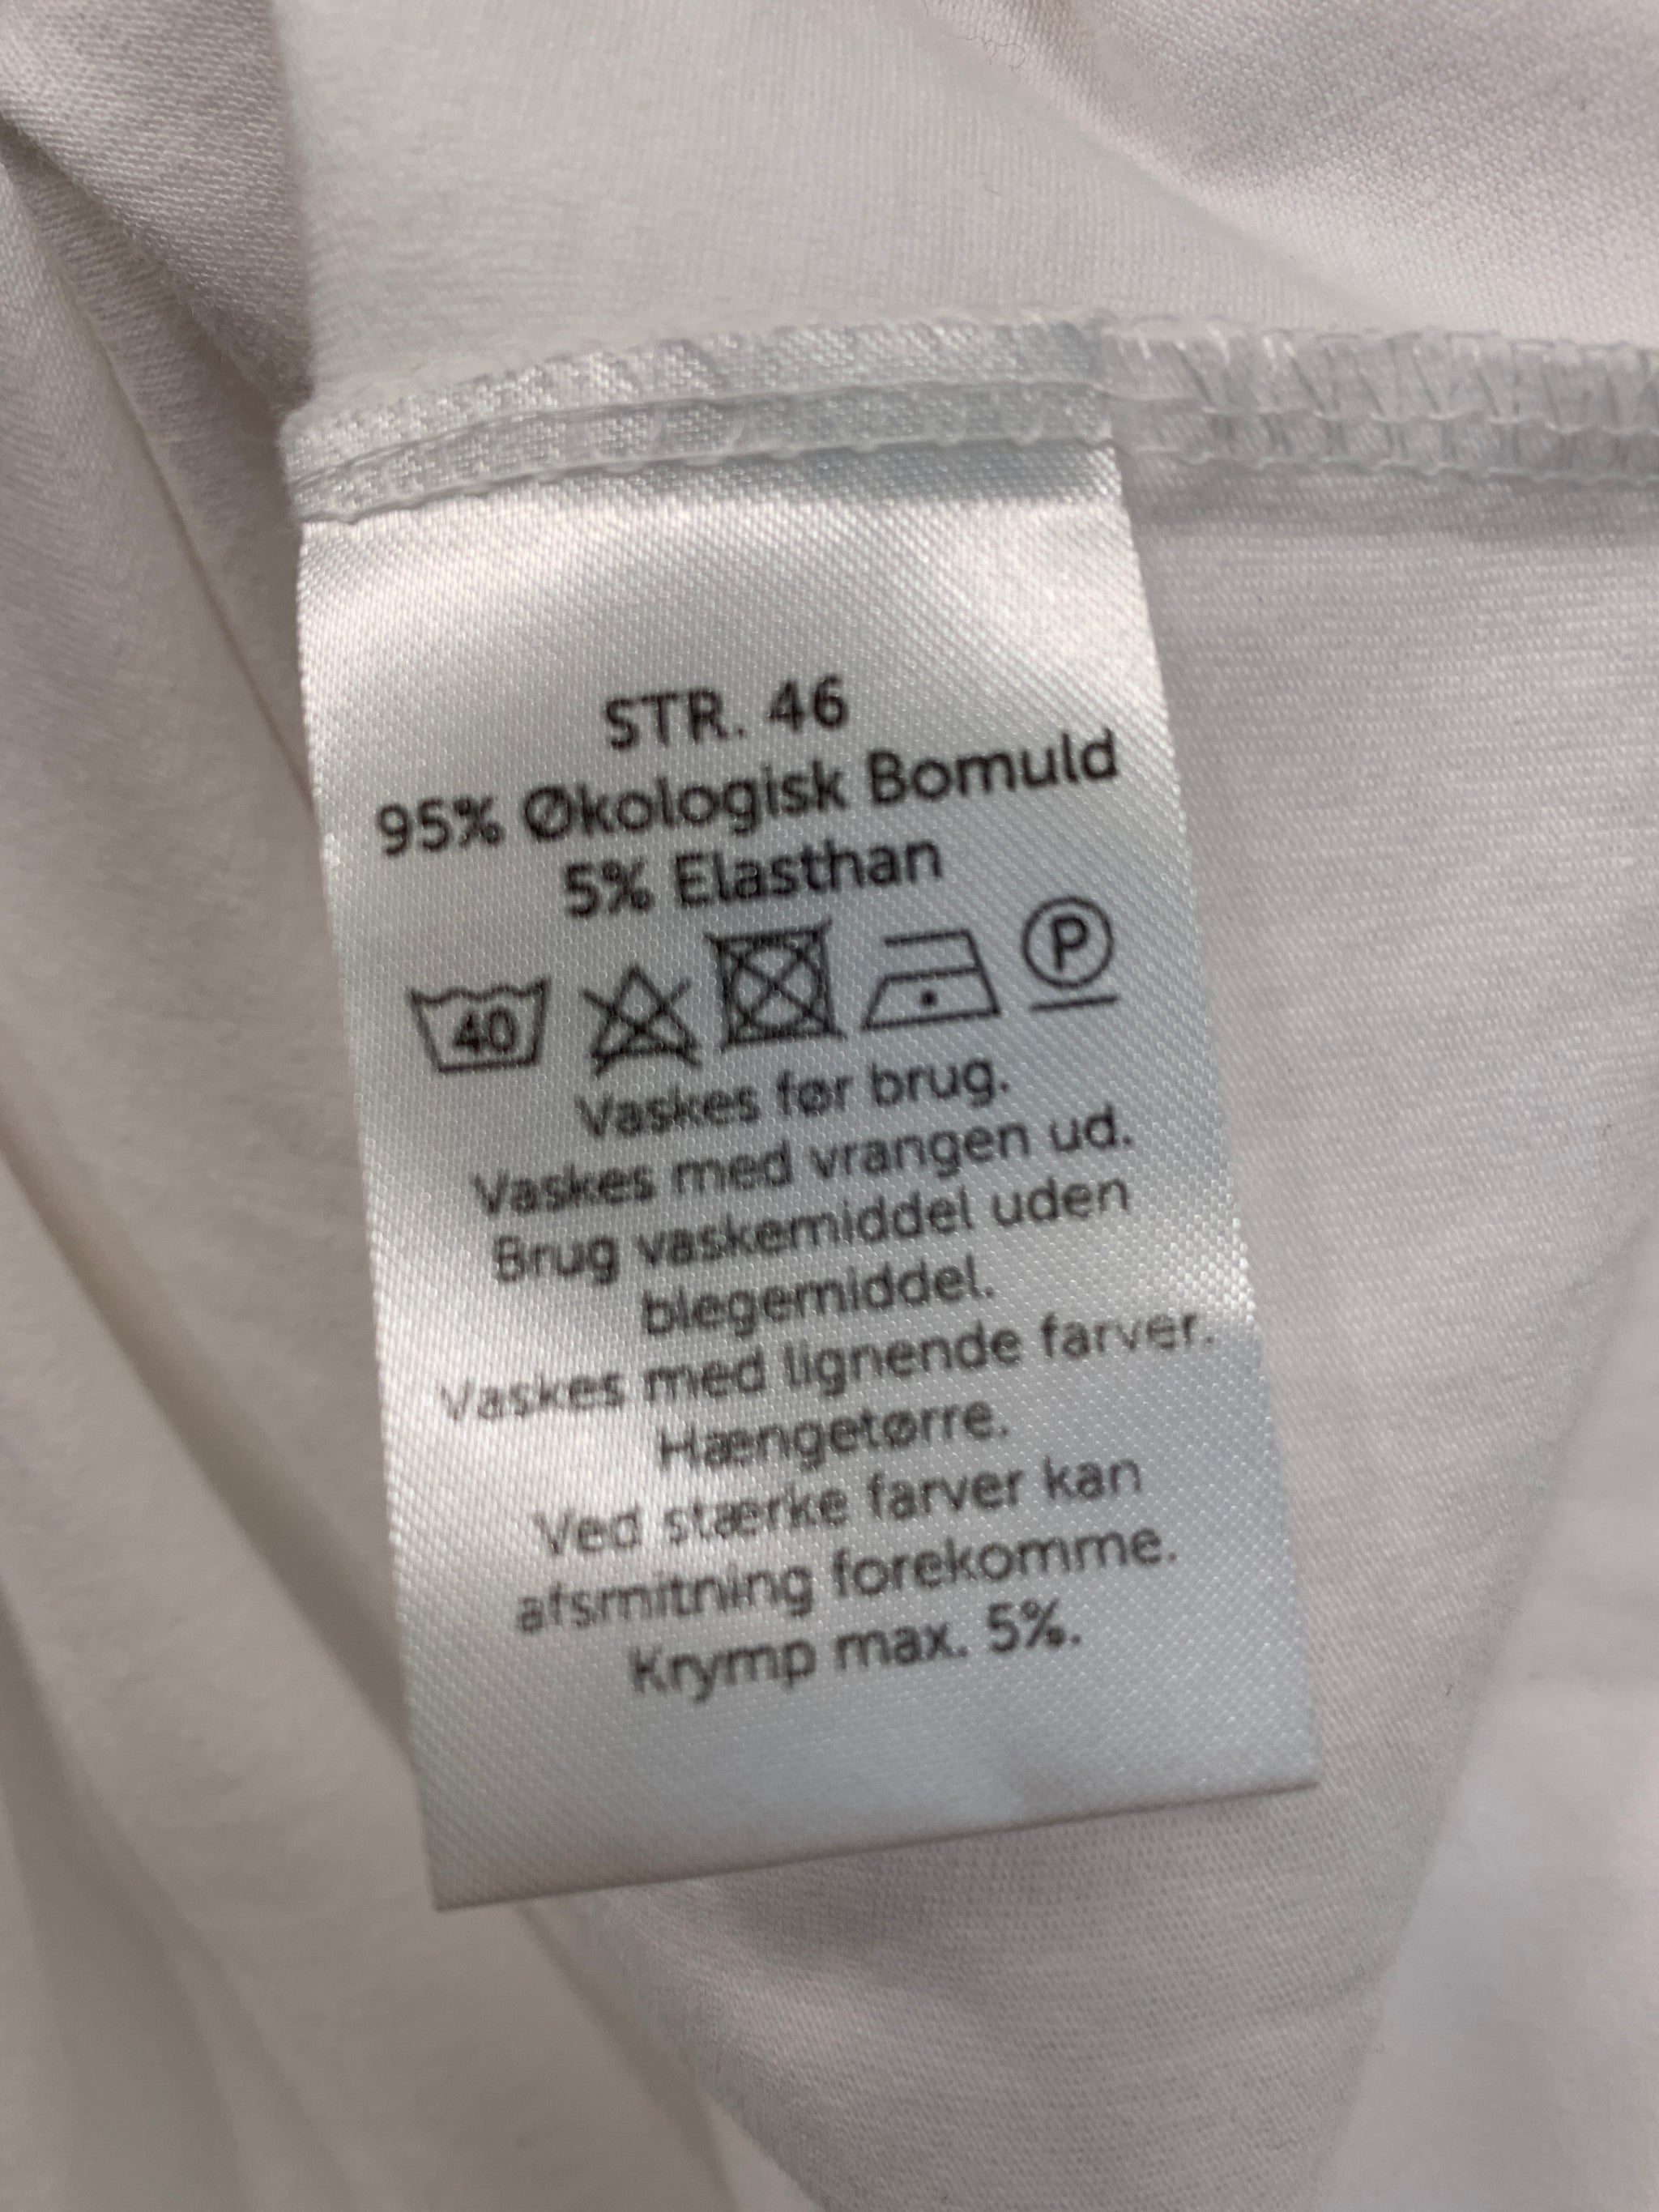 STR. 46
95% Økologisk Bomuld
5% Elasthan
40 P
Vaskes før brug.
Vaskes med vrangen ud.
Brug vaskemiddel uden
blegemiddel.
Vaskes med lignende farver.
Hængetørre.
Ved stærke farver kan
afsmitning forekomme.
Krymp max. 5%.